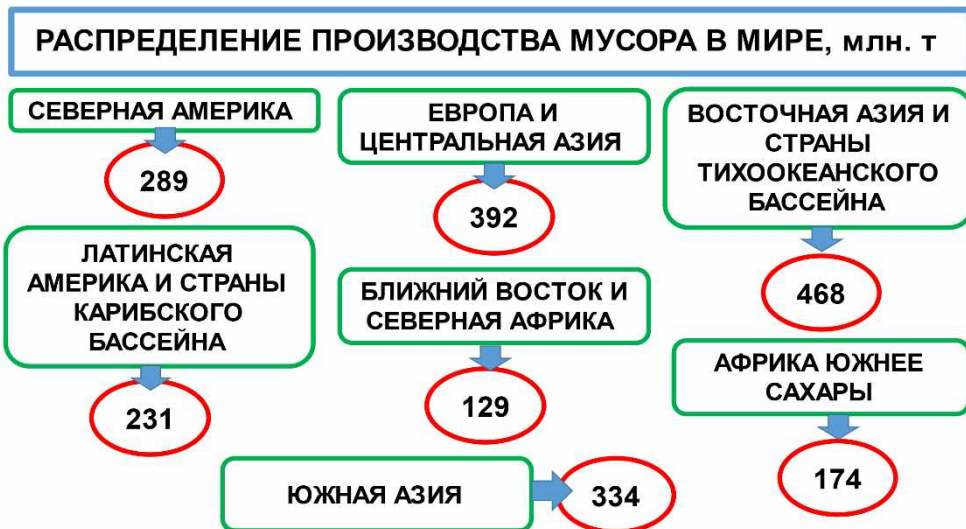 РАСПРЕДЕЛЕНИЕ ПРОИЗВОДСТВА МУСОРА В МИРЕ, млн. т
СЕВЕРНАЯ АМЕРИКА
289
ЕВРОПА И
ЦЕНТРАЛЬНАЯ АЗИЯ
392
ВОСТОЧНАЯ АЗИЯ И
СТРАНЫ
ТИХООКЕАНСКОГО
БАССЕЙНА
468
ЛАТИНСКАЯ
АМЕРИКА И СТРАНЫ
КАРИБСКОГО
БАССЕЙНА
231
БЛИЖНИЙ ВОСТОК И
СЕВЕРНАЯ АФРИКА
129
АФРИКА ЮЖНЕЕ
САХАРЫ
174
ЮЖНАЯ АЗИЯ
334